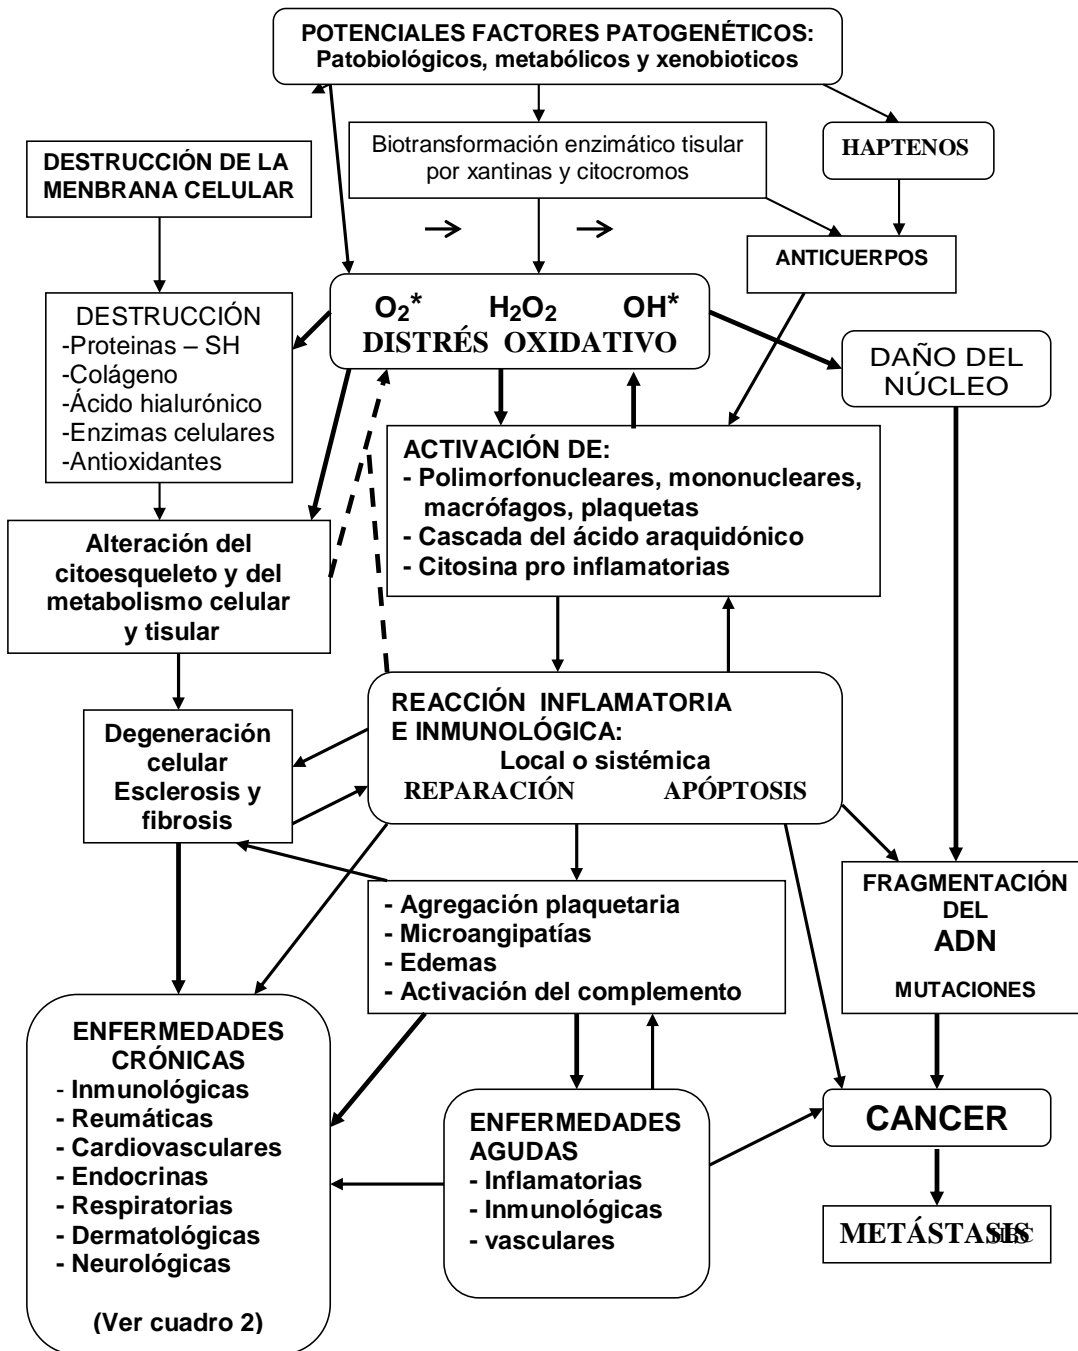 POTENCIALES FACTORES PATOGENÉTICOS:
Patobiológicos, metabólicos y xenobioticos
Biotransformación enzimático tisular
por xantinas y citocromos
HAPTENOS
DESTRUCCIÓN DE LA
MENBRANA CELULAR
ANTICUERPOS
O₂* H₂O₂ OH*
DISTRÉS OXIDATIVO
DESTRUCCIÓN
-Proteinas – SH
-Colágeno
-Ácido hialurónico
-Enzimas celulares
-Antioxidantes
DAÑO DEL
NÚCLEO
ACTIVACIÓN DE:
- Polimorfonucleares, mononucleares,
macrófagos, plaquetas
- Cascada del ácido araquidónico
- Citosina pro inflamatorias
Alteración del
citoesqueleto y del
metabolismo celular
y tisular
REACCIÓN INFLAMATORIA
E INMUNOLÓGICA:
Local o sistémica
REPARACIÓN APÓPTOSIS
Degeneración
celular
Esclerosis y
fibrosis
- Agregación plaquetaria
- Microangipatías
- Edemas
- Activación del complemento
FRAGMENTACIÓN
DEL
ADN
MUTACIONES
ENFERMEDADES
CRÓNICAS
- Inmunológicas
- Reumáticas
- Cardiovasculares
- Endocrinas
- Respiratorias
- Dermatológicas
- Neurológicas
(Ver cuadro 2)
ENFERMEDADES
AGUDAS
- Inflamatorias
- Inmunológicas
- vasculares
CANCER
METÁSTASIS